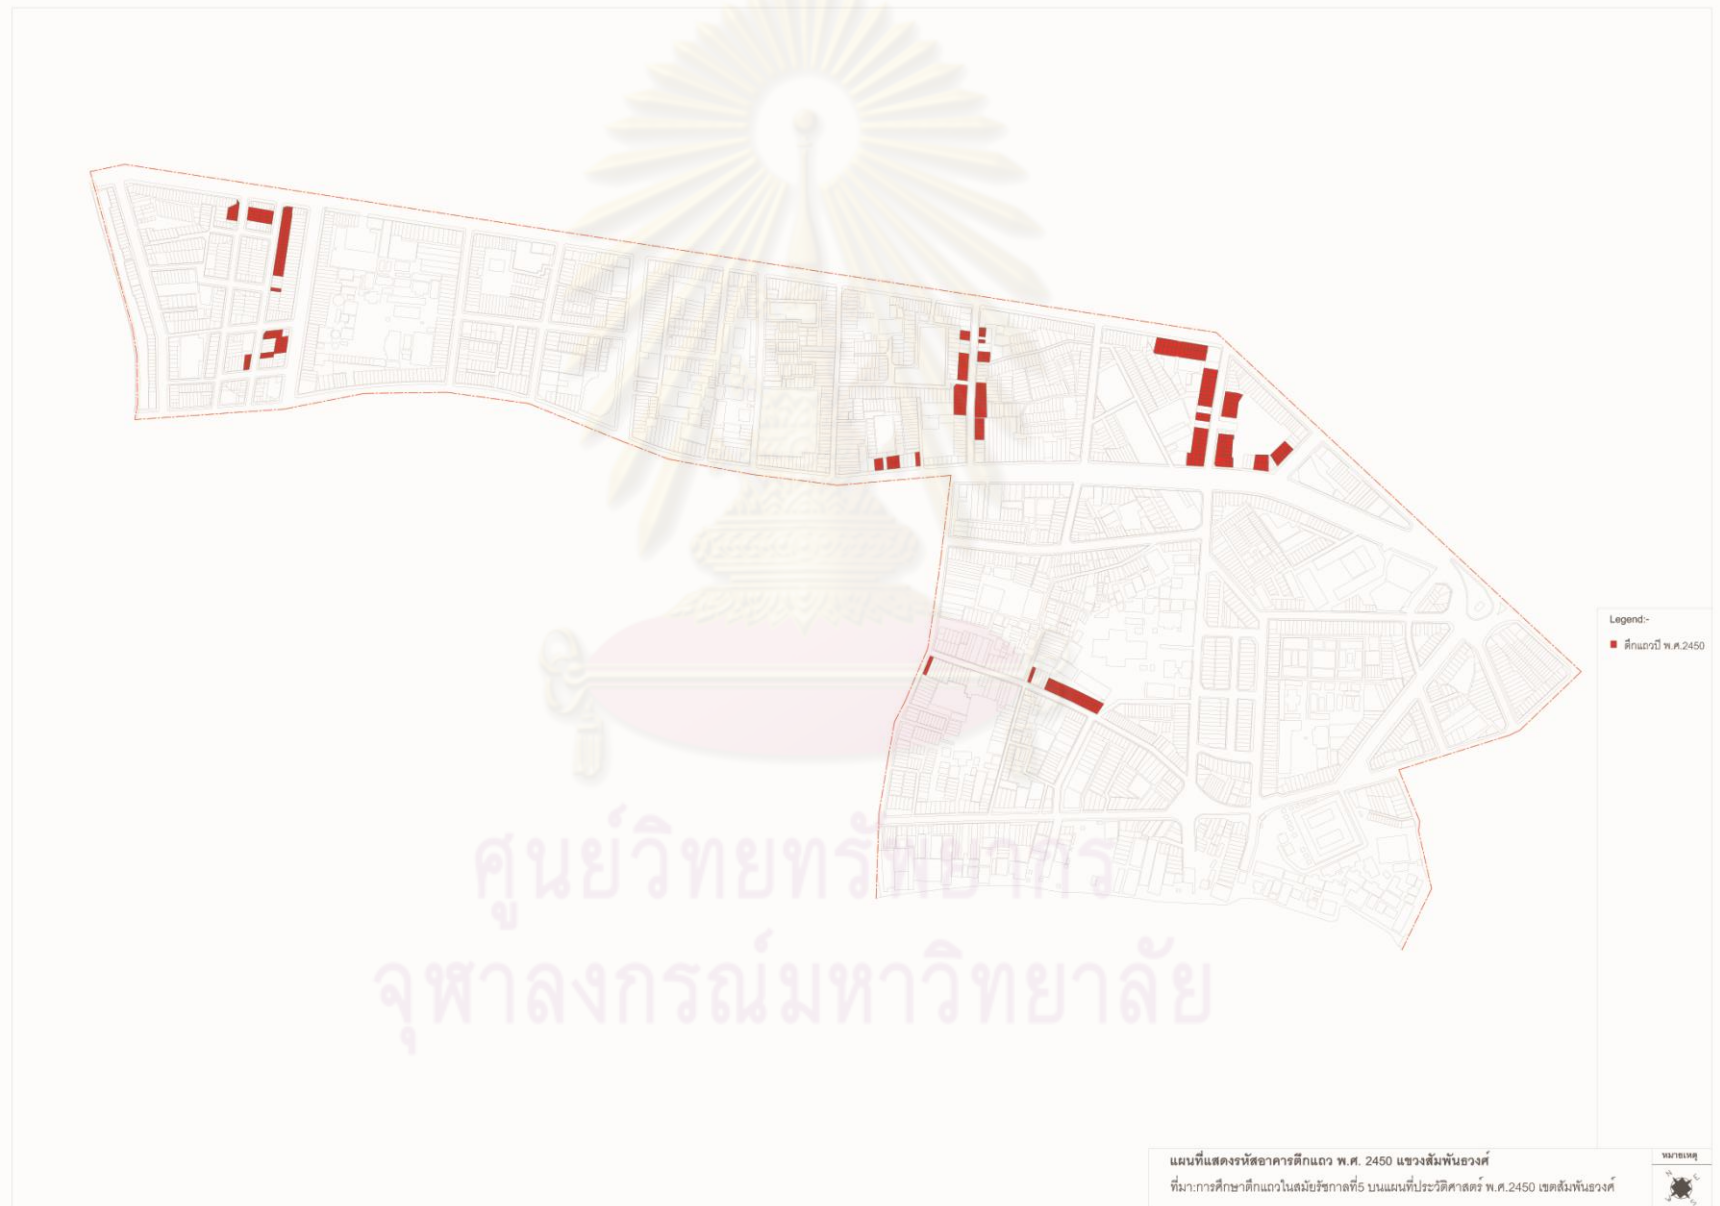 ศูนย์วิทยทรัพยากร
จุฬาลงกรณ์มหาวิทยาลัย
Legend:-
ตึกแถวปี พ.ศ.2450
แผนที่แสดงรหัสอาคารตึกแถว พ.ศ. 2450 แขวงสัมพันธวงศ์
ที่มา:การศึกษาตึกแถวในสมัยรัชกาลที่5 บนแผนที่ประวัติศาสตร์ พ.ศ.2450 เขตสัมพันธวงศ์
หมายเหตุ
N
E
S